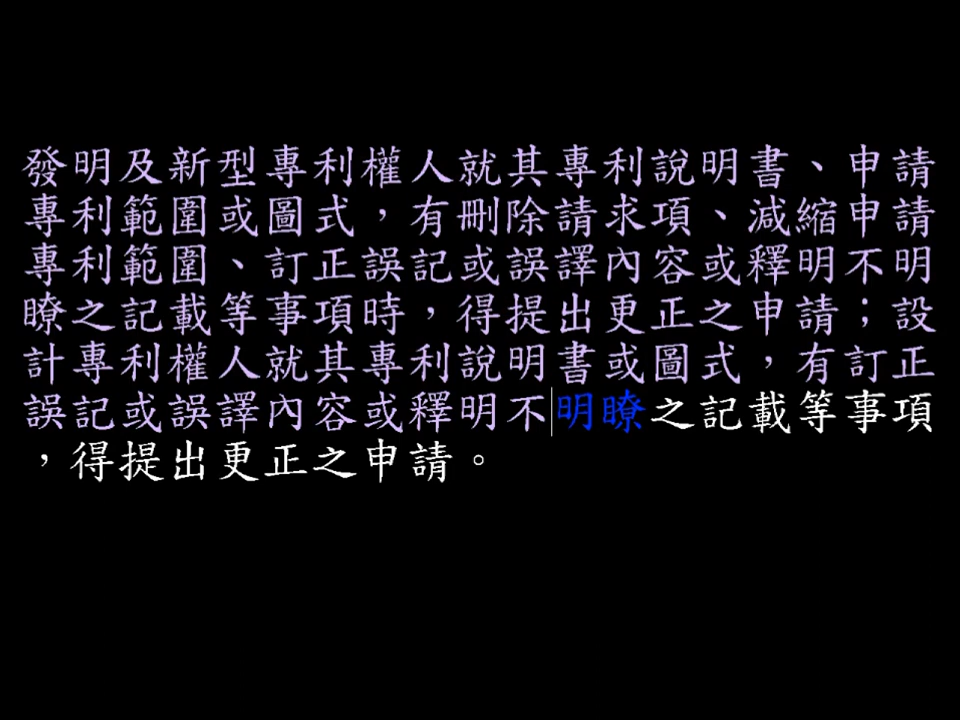 發明及新型專利權人就其專利說明書、申請
專利範圍或圖式，有刪除請求項、減縮申請
專利範圍、訂正誤記或誤譯內容或釋明不明
瞭之記載等事項時，得提出更正之申請；設
計專利權人就其專利說明書或圖式，有訂正
誤記或誤譯內容或釋明不明瞭之記載等事項
，得提出更正之申請。